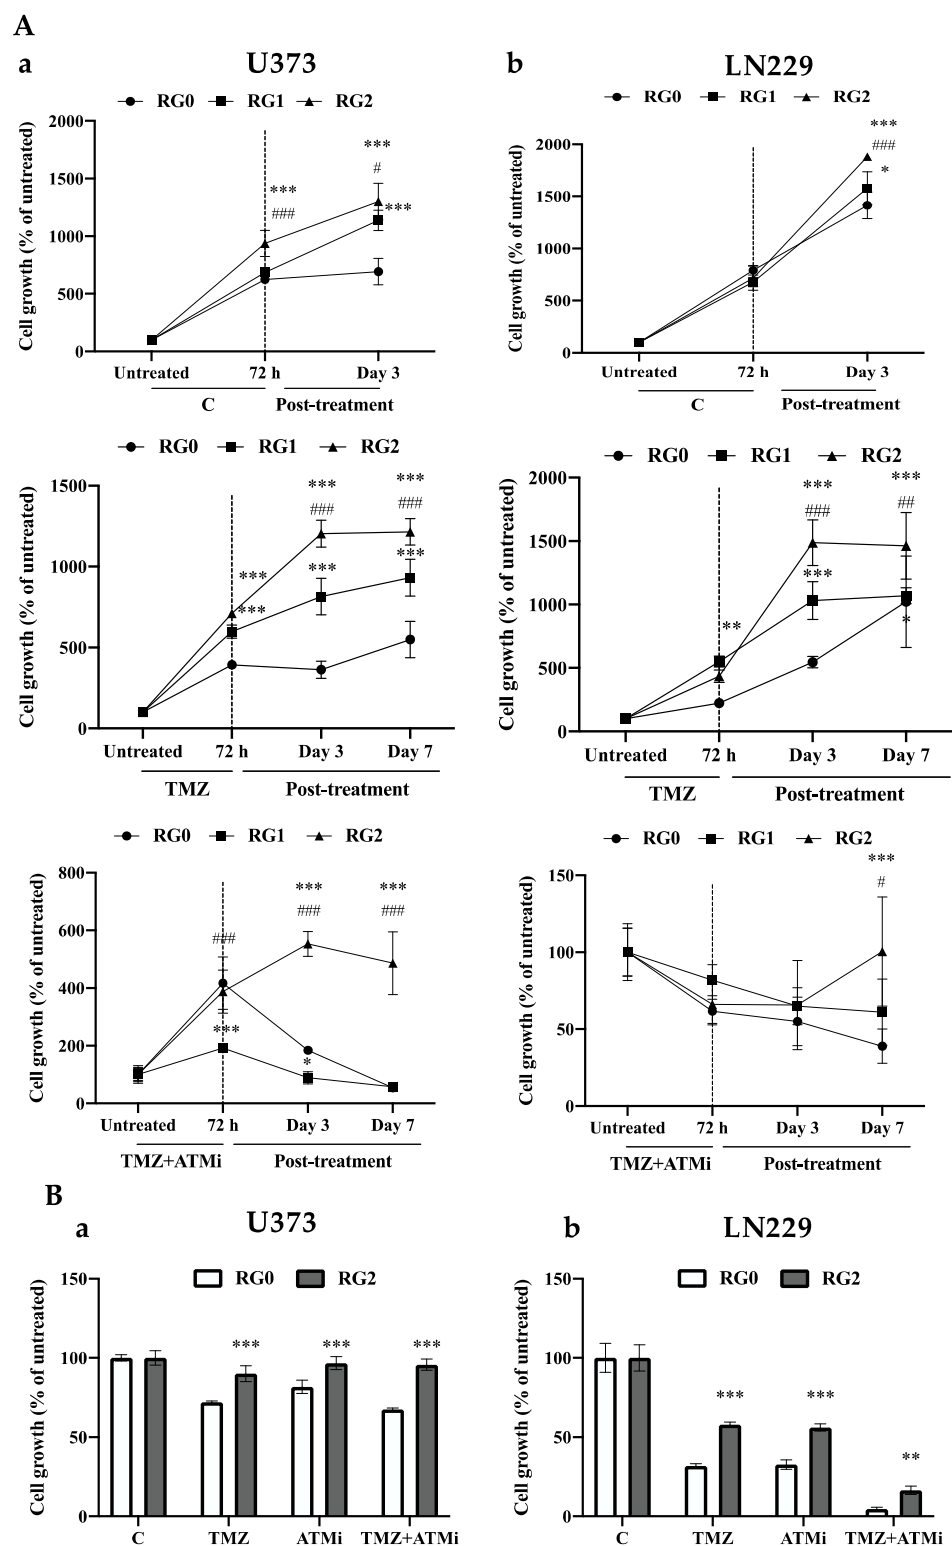 A
a
U373
b
LN229
RG0 RG1 RG2
RG0 RG1 RG2
Cell growth (% of untreated)
2000
1500
1000
500
0
***
#
***
###
***
Untreated 72 h Day 3
C Post-treatment
Cell growth (% of untreated)
2000
1500
1000
500
0
***
###
*
Untreated 72 h Day 3
C Post-treatment
RG0 RG1 RG2
Cell growth (% of untreated)
1500
1000
500
0
*** ***
### ###
*** ***
***
***
Untreated 72 h Day 3 Day 7
TMZ Post-treatment
RG0 RG1 RG2
Cell growth (% of untreated)
2000
1500
1000
500
0
*** ***
### ##
***
**
*
Untreated 72 h Day 3 Day 7
TMZ Post-treatment
RG0 RG1 RG2
Cell growth (% of untreated)
800
600
400
200
0
*** ***
### ###
###
***
*
Untreated 72 h Day 3 Day 7
TMZ+ATMi Post-treatment
RG0 RG1 RG2
Cell growth (% of untreated)
150
100
50
0
***
#
Untreated 72 h Day 3 Day 7
TMZ+ATMi Post-treatment
B
a
U373
b
LN229
RG0 RG2
Cell growth (% of untreated)
150
100
50
0
*** *** ***
C TMZ ATMi TMZ+ATMi
RG0 RG2
Cell growth (% of untreated)
150
100
50
0
*** ***
**
C TMZ ATMi TMZ+ATMi